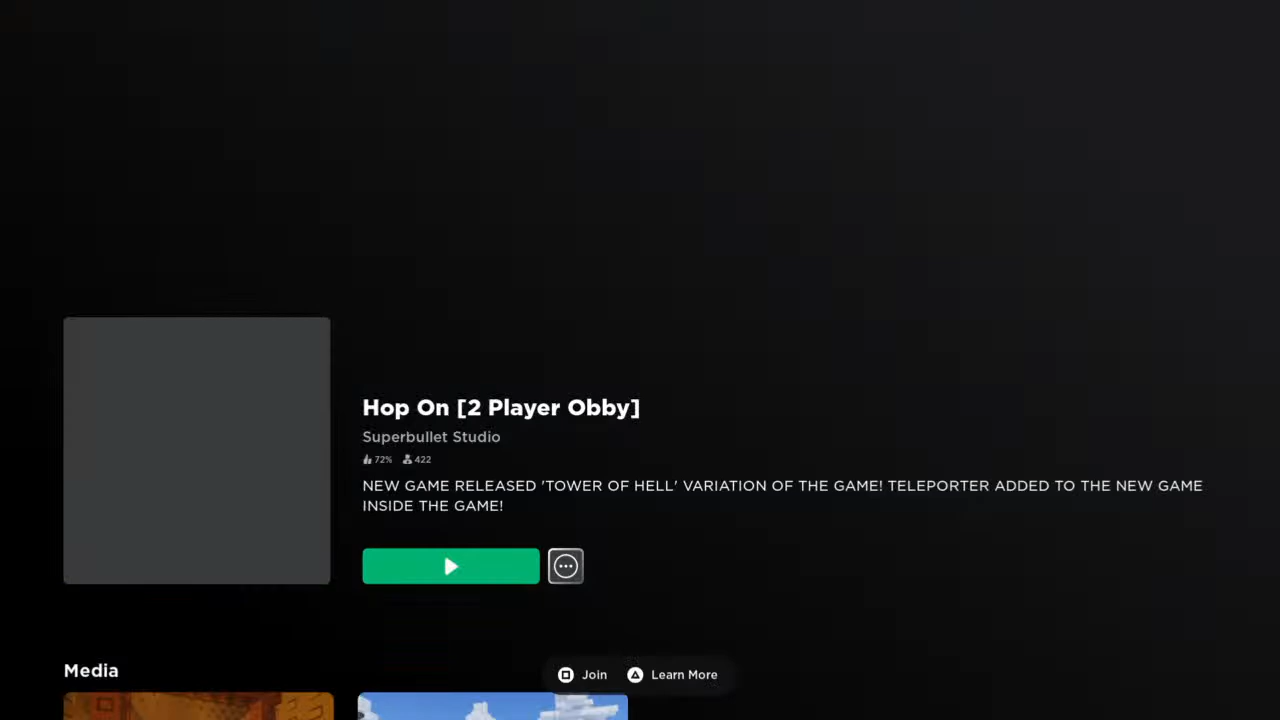 Hop On [2 Player Obby]
Superbullet Studio
72% 422
NEW GAME RELEASED 'TOWER OF HELL' VARIATION OF THE GAME! TELEPORTER ADDED TO THE NEW GAME
INSIDE THE GAME!
Media
Join Learn More